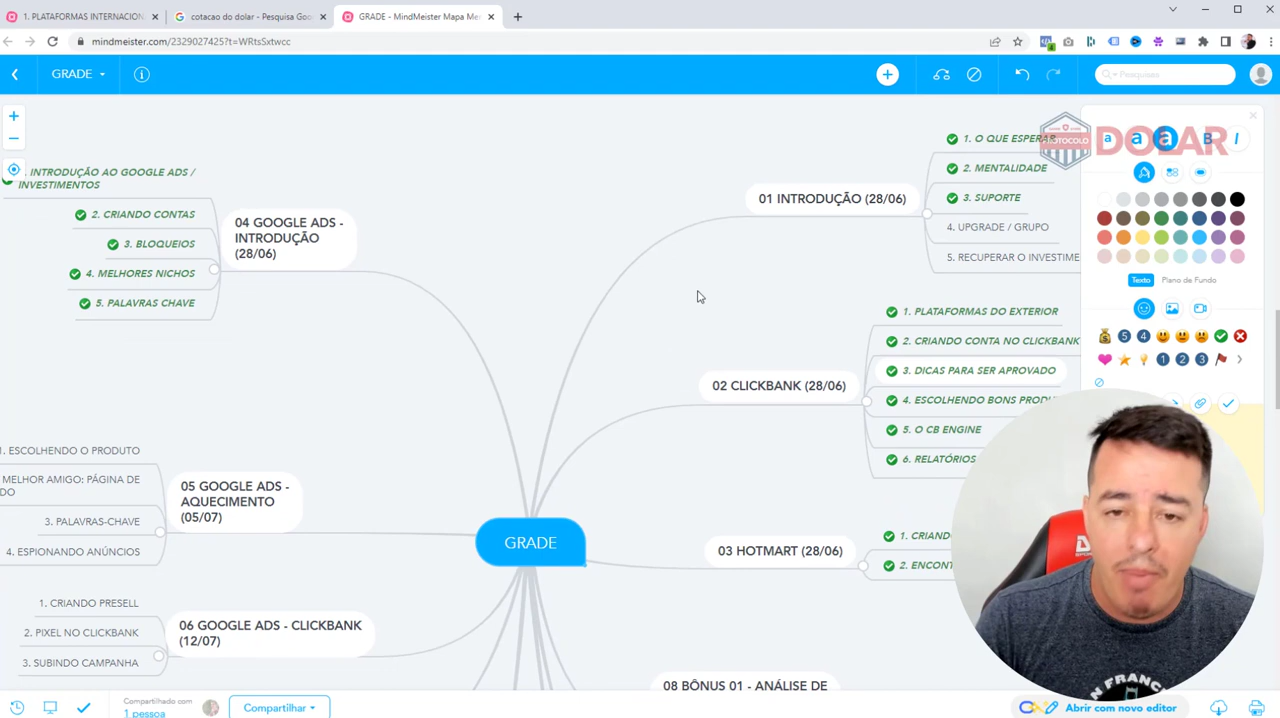 1. PLATAFORMAS INTERNACION
cotacao do dolar - Pesquisa Goo
GRADE - MindMeister Mapa Me
mindmeister.com/2329027425?t=WRtsSxtwcc
GRADE
Pesquisas
PROTOCOLO
DOLAR
a a a B I
Texto
Plano de Fundo
INTRODUÇÃO AO GOOGLE ADS /
INVESTIMENTOS
2. CRIANDO CONTAS
3. BLOQUEIOS
4. MELHORES NICHOS
5. PALAVRAS CHAVE
04 GOOGLE ADS -
INTRODUÇÃO
(28/06)
01 INTRODUÇÃO (28/06)
1. O QUE ESPERAR
2. MENTALIDADE
3. SUPORTE
4. UPGRADE / GRUPO
5. RECUPERAR O INVESTIME
02 CLICKBANK (28/06)
1. PLATAFORMAS DO EXTERIOR
2. CRIANDO CONTA NO CLICKBANK
3. DICAS PARA SER APROVADO
4. ESCOLHENDO BONS PRODU
5. O CB ENGINE
6. RELATÓRIOS
1. ESCOLHENDO O PRODUTO
MELHOR AMIGO: PÁGINA DE
DO
3. PALAVRAS-CHAVE
4. ESPIONANDO ANÚNCIOS
05 GOOGLE ADS -
AQUECIMENTO
(05/07)
GRADE
03 HOTMART (28/06)
1. CRIAND
2. ENCONT
1. CRIANDO PRESELL
2. PIXEL NO CLICKBANK
3. SUBINDO CAMPANHA
06 GOOGLE ADS - CLICKBANK
(12/07)
08 BÔNUS 01 - ANÁLISE DE
Compartilhado com
1 pessoa
Compartilhar
Abrir com novo editor